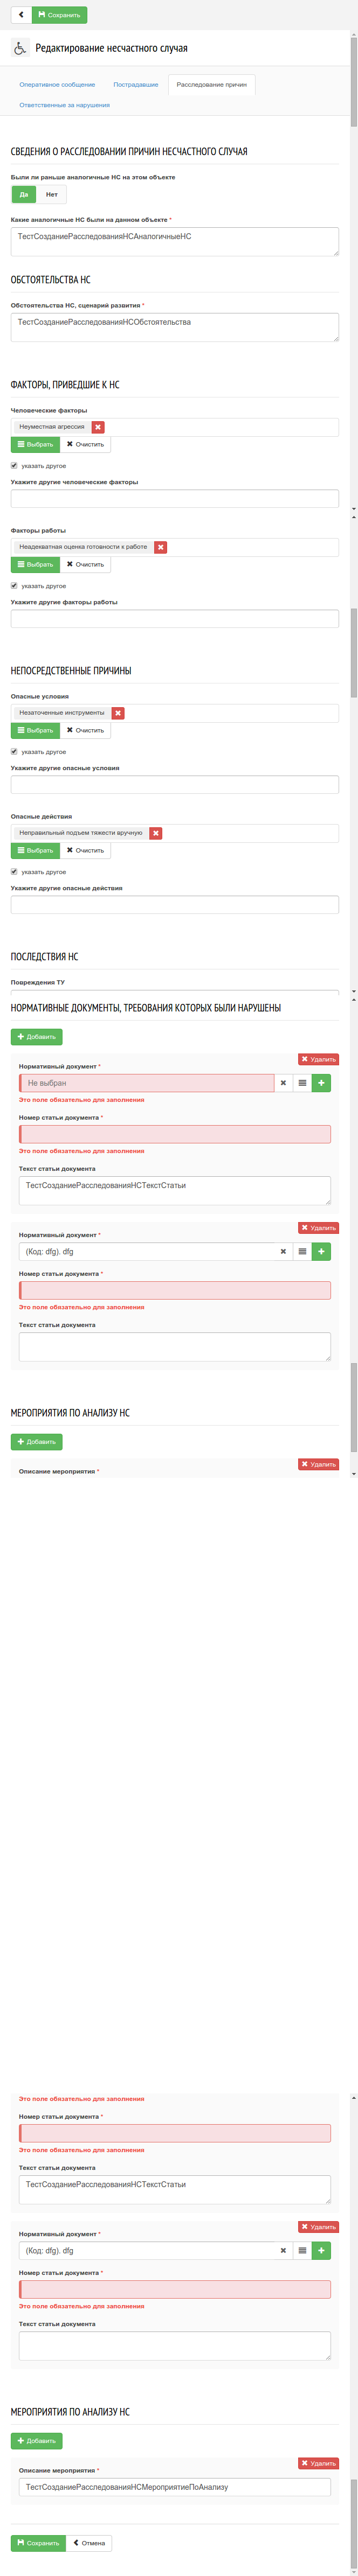 Сохранить
Редактирование несчастного случая
Оперативное сообщение Пострадавшие Расследование причин
Ответственные за нарушения
СВЕДЕНИЯ О РАССЛЕДОВАНИИ ПРИЧИН НЕСЧАСТНОГО СЛУЧАЯ
Были ли раньше аналогичные НС на этом объекте
Да Нет
Какие аналогичные НС были на данном объекте *
ТестСозданиеРасследованияНСАналогичныеНС
ОБСТОЯТЕЛЬСТВА НС
Обстоятельства НС, сценарий развития *
ТестСозданиеРасследованияНСОбстоятельства
ФАКТОРЫ, ПРИВЕДШИЕ К НС
Человеческие факторы
Неуместная агрессия
Выбрать Очистить
указать другое
Укажите другие человеческие факторы
Факторы работы
Неадекватная оценка готовности к работе
Выбрать Очистить
указать другое
Укажите другие факторы работы
НЕПОСРЕДСТВЕННЫЕ ПРИЧИНЫ
Опасные условия
Незаточенные инструменты
Выбрать Очистить
указать другое
Укажите другие опасные условия
Опасные действия
Неправильный подъем тяжести вручную
Выбрать Очистить
указать другое
Укажите другие опасные действия
ПОСЛЕДСТВИЯ НС
Повреждения ТУ
НОРМАТИВНЫЕ ДОКУМЕНТЫ, ТРЕБОВАНИЯ КОТОРЫХ БЫЛИ НАРУШЕНЫ
Добавить
Удалить
Нормативный документ *
Не выбран
Это поле обязательно для заполнения
Номер статьи документа *
Это поле обязательно для заполнения
Текст статьи документа
ТестСозданиеРасследованияНСТекстСтатьи
Удалить
Нормативный документ *
(Код: dfg). dfg
Номер статьи документа *
Это поле обязательно для заполнения
Текст статьи документа
МЕРОПРИЯТИЯ ПО АНАЛИЗУ НС
Добавить
Удалить
Описание мероприятия *
Это поле обязательно для заполнения
Номер статьи документа *
Это поле обязательно для заполнения
Текст статьи документа
ТестСозданиеРасследованияНСТекстСтатьи
Удалить
Нормативный документ *
(Код: dfg). dfg
Номер статьи документа *
Это поле обязательно для заполнения
Текст статьи документа
МЕРОПРИЯТИЯ ПО АНАЛИЗУ НС
Добавить
Удалить
Описание мероприятия *
ТестСозданиеРасследованияНСМероприятиеПоАнализу
Сохранить Отмена